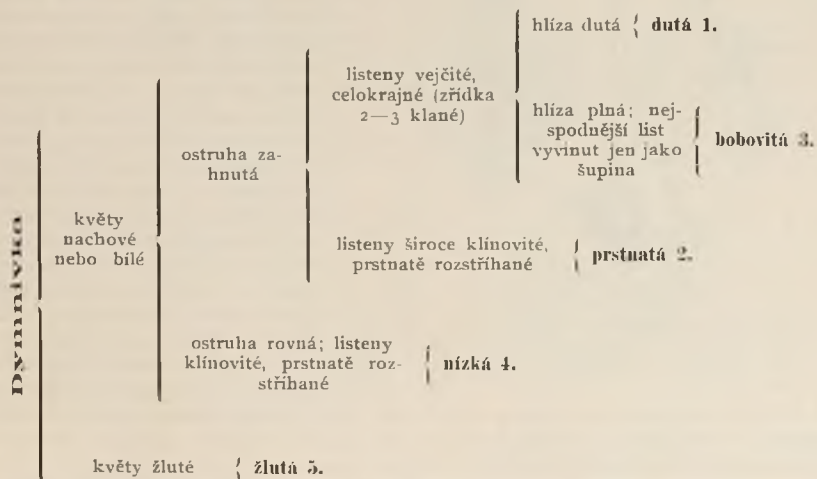 Dymnivka
květy
nachové
nebo bílé
ostruha za-
hnutá
listeny vejčité,
celokrajné (zřídka
2—3 klané)
hlíza dutá { dutá 1.
hlíza plná; nej-
spodnější list
vyvinut jen jako
šupina
bobovitá 3.
listeny široce klínovité,
prstnatě rozstříhané
prstnatá 2.
ostruha rovná; listeny
klínovité, prstnatě roz-
stříhané
nízká 4.
květy žluté { žlutá 5.